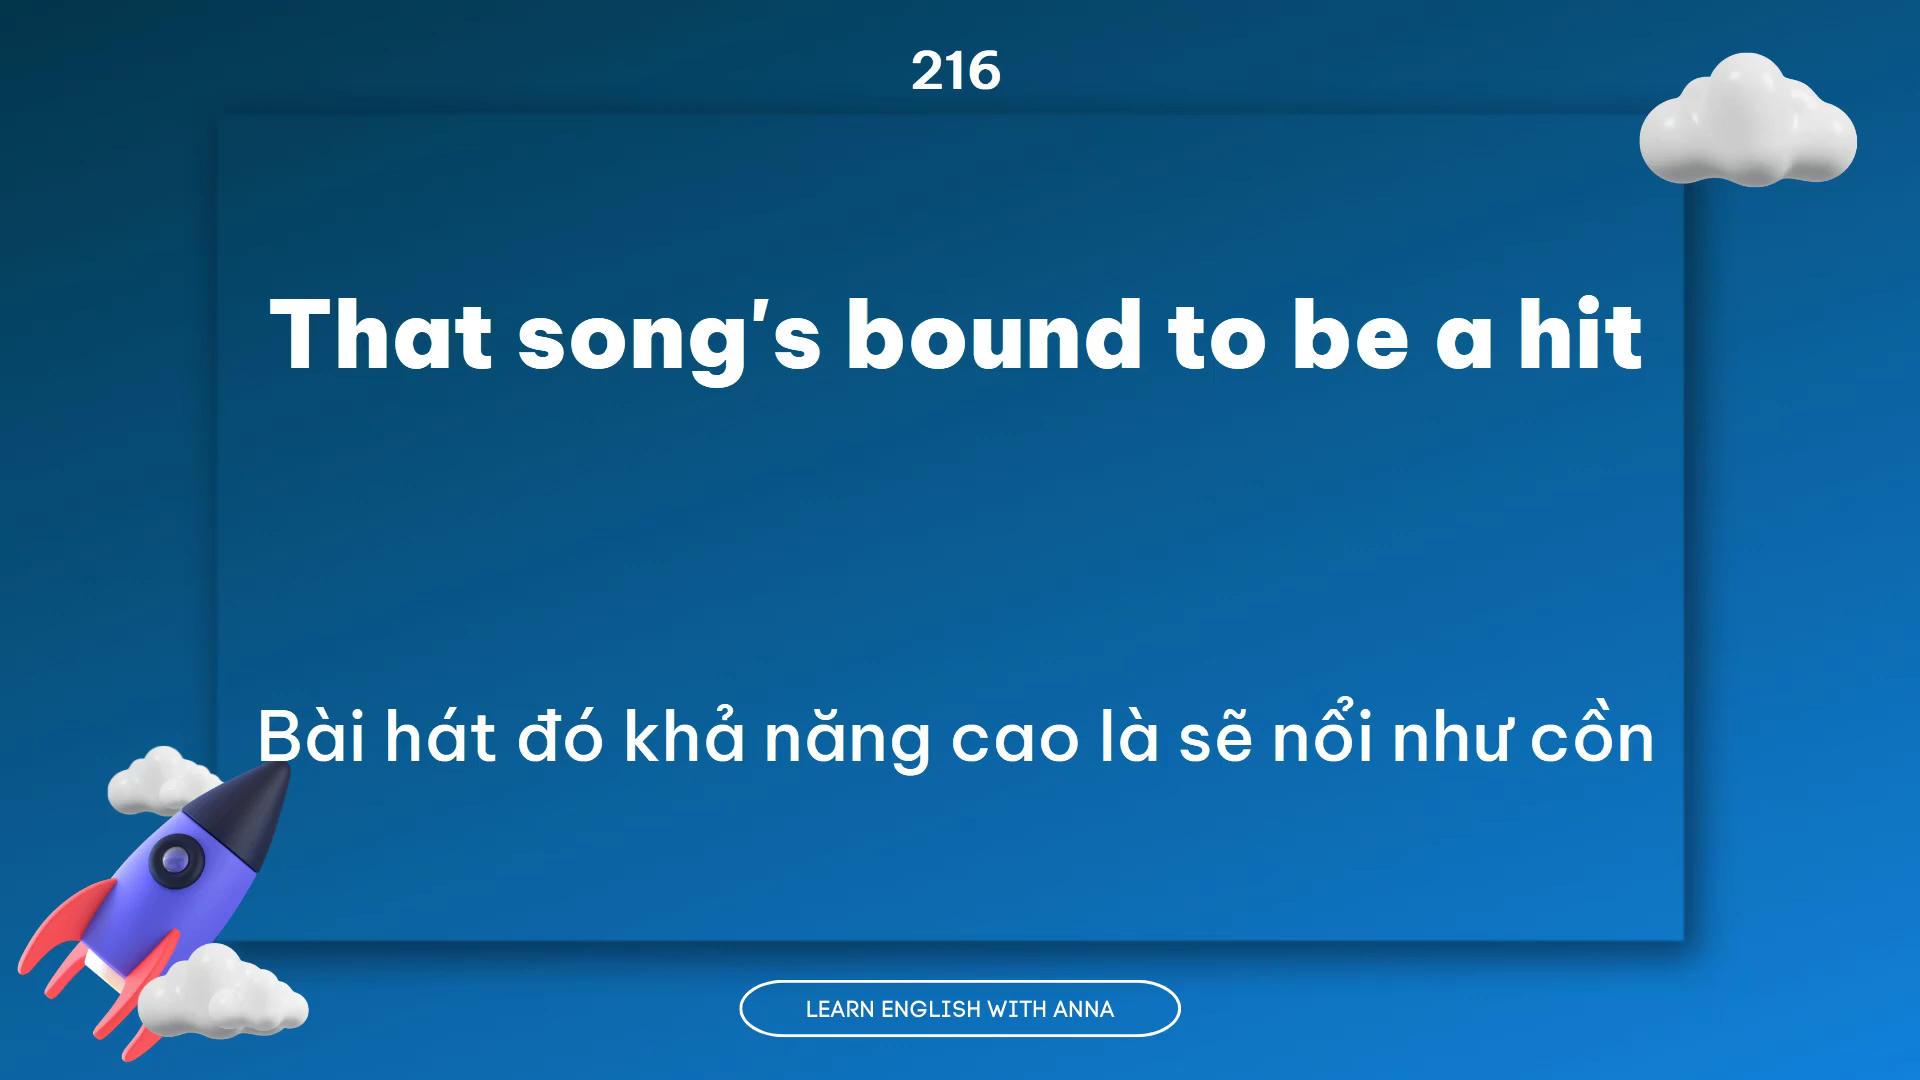 216
That song's bound to be a hit
Bài hát đó khả năng cao là sẽ nổi như cồn
LEARN ENGLISH WITH ANNA